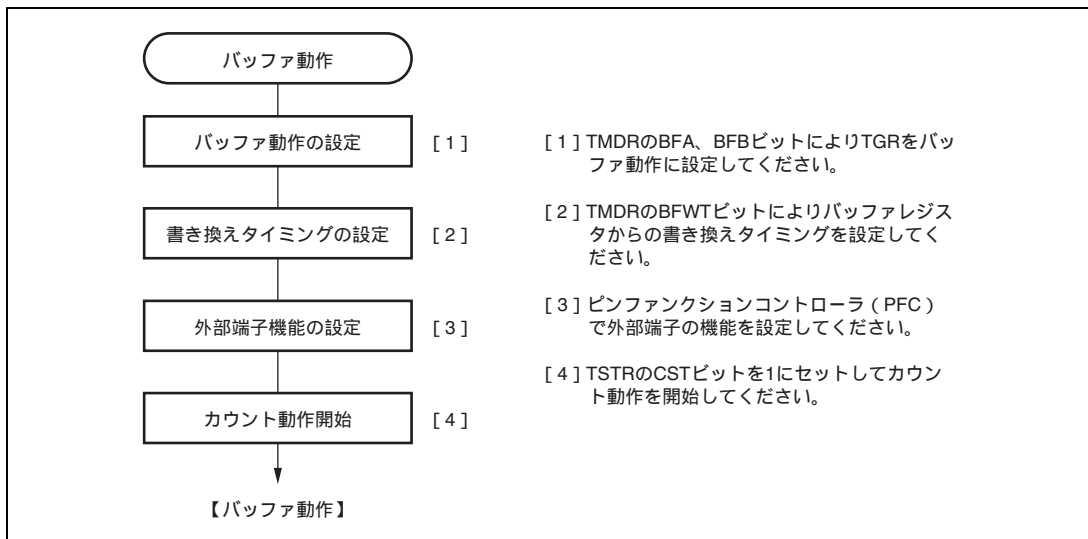 バッファ動作
バッファ動作の設定 [1]
書き換えタイミングの設定 [2]
外部端子機能の設定 [3]
カウント動作開始 [4]
【バッファ動作】
[1] TMDRのBFA、BFBビットによりTGRをバッ
ファ動作に設定してください。
[2] TMDRのBFWTビットによりバッファレジス
タからの書き換えタイミングを設定してく
ださい。
[3] ピンファンクションコントローラ(PFC)
で外部端子の機能を設定してください。
[4] TSTRのCSTビットを1にセットしてカウン
ト動作を開始してください。